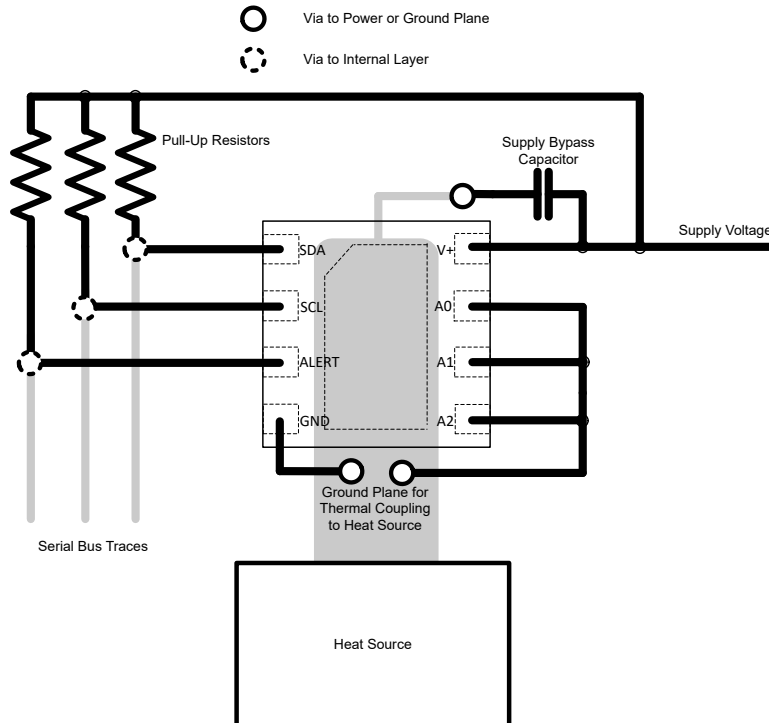 Via to Power or Ground Plane
Via to Internal Layer
Pull-Up Resistors
Supply Bypass
Capacitor
Supply Voltage
SDA
V+
SCL
A0
ALERT
A1
GND
A2
Ground Plane for
Thermal Coupling
to Heat Source
Serial Bus Traces
Heat Source